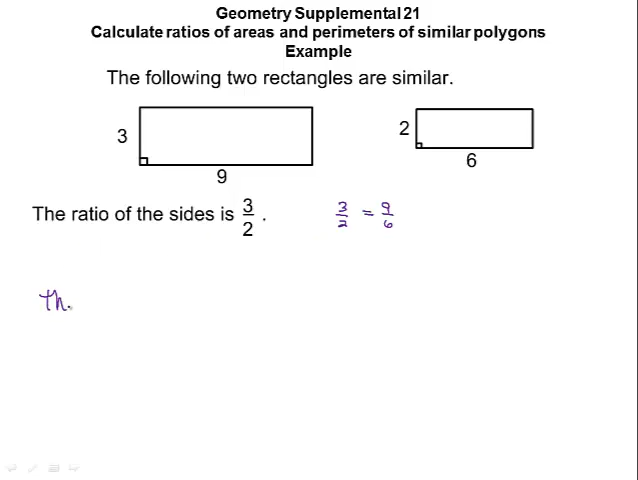 Geometry Supplemental 21
Calculate ratios of areas and perimeters of similar polygons
Example
The following two rectangles are similar.
3
9
2
6
The ratio of the sides is 3/2 .
3/2 = 9/6
Th